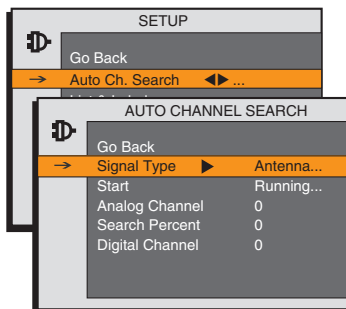 SETUP
Go Back
Auto Ch. Search ◀▶ ...
AUTO CHANNEL SEARCH
Go Back
Signal Type ▶ Antenna...
Start Running...
Analog Channel 0
Search Percent 0
Digital Channel 0